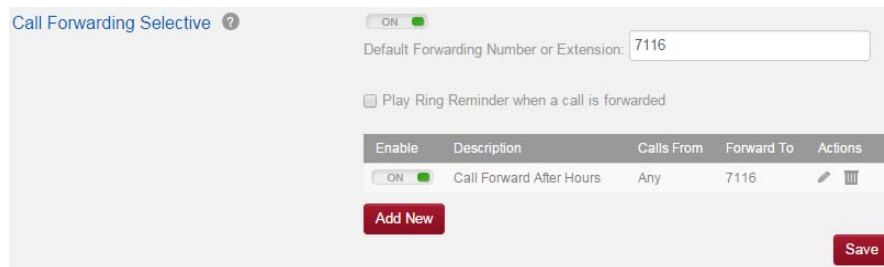 Call Forwarding Selective ?
ON
Default Forwarding Number or Extension: 7116
Play Ring Reminder when a call is forwarded
Enable Description Calls From Forward To Actions
ON Call Forward After Hours Any 7116
Add New
Save